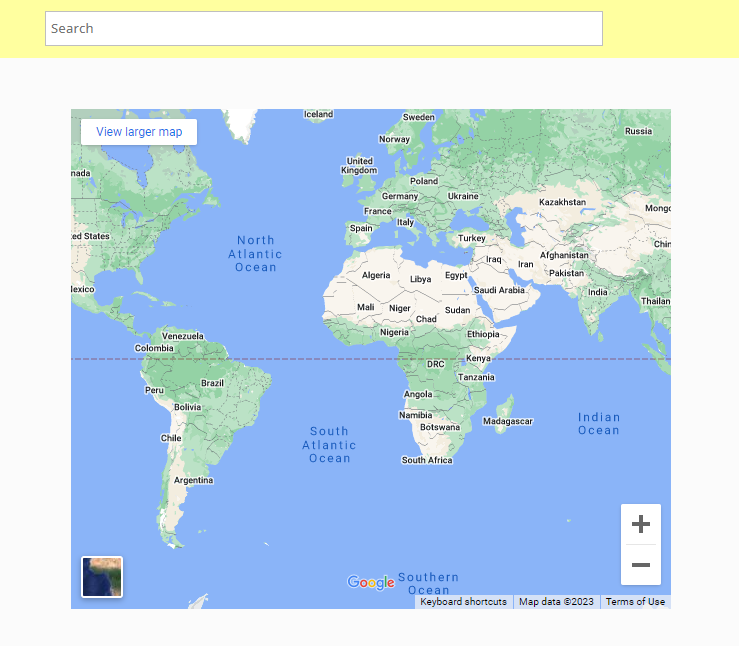 Search
View larger map
Iceland
Sweden
Norway
Russia
United
Kingdom
nada
Poland
Germany
Ukraine
Kazakhstan
France
Mongo
Italy
Spain
ed States
Turkey
Chin
North
Atlantic
Ocean
Iraq
Afghanistan
Iran
Pakistan
Algeria
Libya
Egypt
Saudi Arabia
India
lexico
Thailan
Mali
Niger
Sudan
Chad
Nigeria
Ethiopia
Venezuela
Colombia
Kenya
DRC
Tanzania
Brazil
Peru
Angola
Bolivia
Namibia
Madagascar
Botswana
Indian
Ocean
Chile
South
Atlantic
Ocean
South Africa
Argentina
Google
Southern
Ocean
Keyboard shortcuts
Map data ©2023
Terms of Use